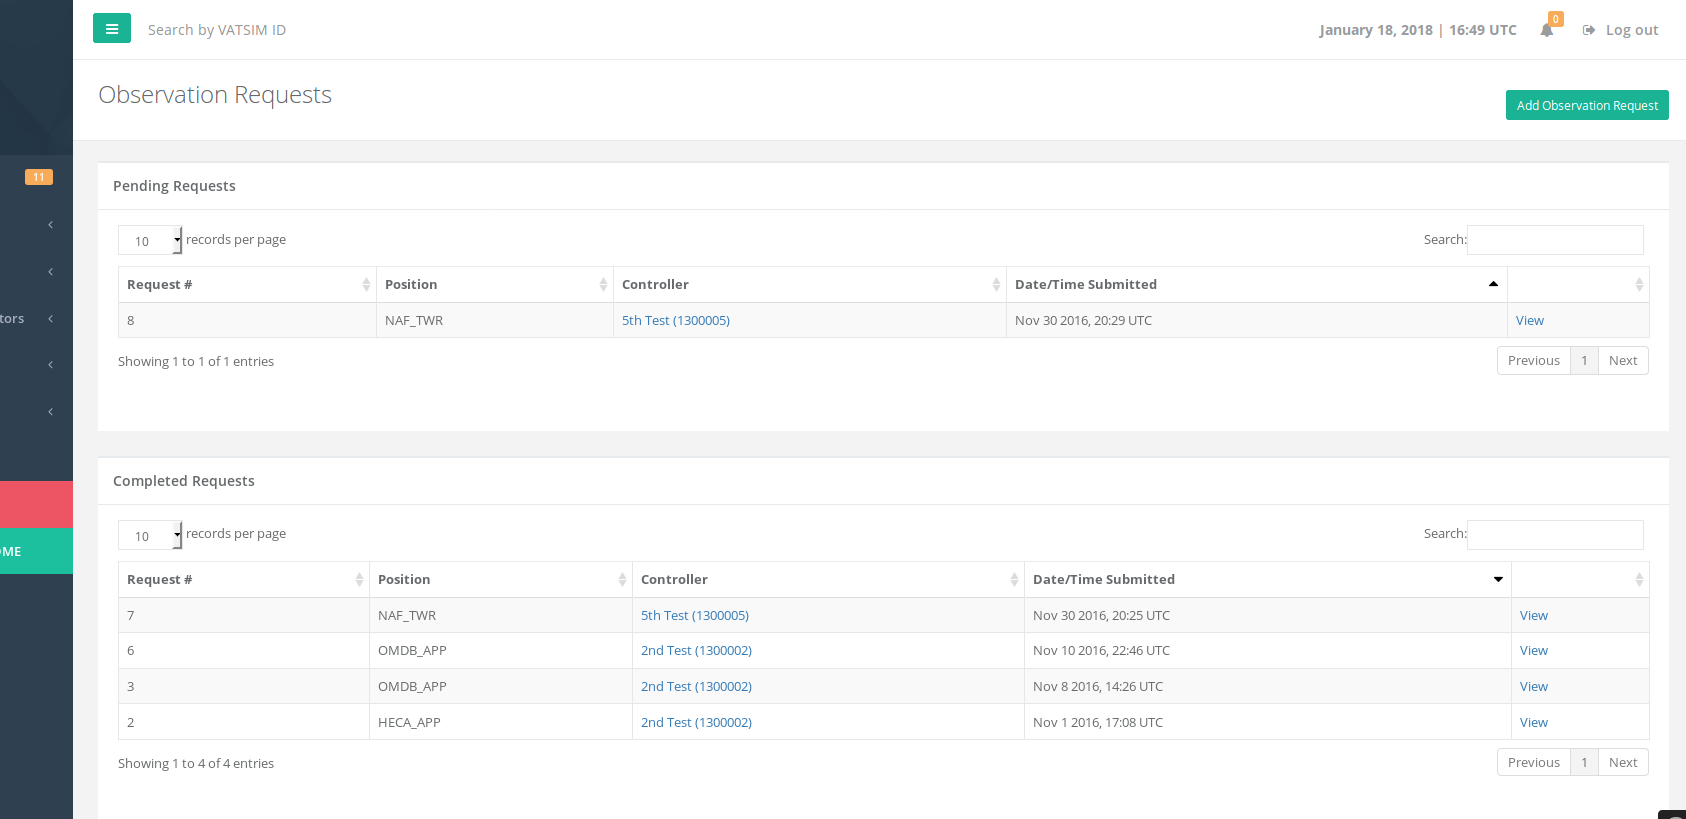 Search by VATSIM ID
January 18, 2018 | 16:49 UTC
0
Log out
Observation Requests
Add Observation Request
11
tors
OME
Pending Requests
10 records per page
Search:
Request # Position Controller Date/Time Submitted
8 NAF_TWR 5th Test (1300005) Nov 30 2016, 20:29 UTC View
Showing 1 to 1 of 1 entries
Previous 1 Next
Completed Requests
10 records per page
Search:
Request # Position Controller Date/Time Submitted
7 NAF_TWR 5th Test (1300005) Nov 30 2016, 20:25 UTC View
6 OMDB_APP 2nd Test (1300002) Nov 10 2016, 22:46 UTC View
3 OMDB_APP 2nd Test (1300002) Nov 8 2016, 14:26 UTC View
2 HECA_APP 2nd Test (1300002) Nov 1 2016, 17:08 UTC View
Showing 1 to 4 of 4 entries
Previous 1 Next